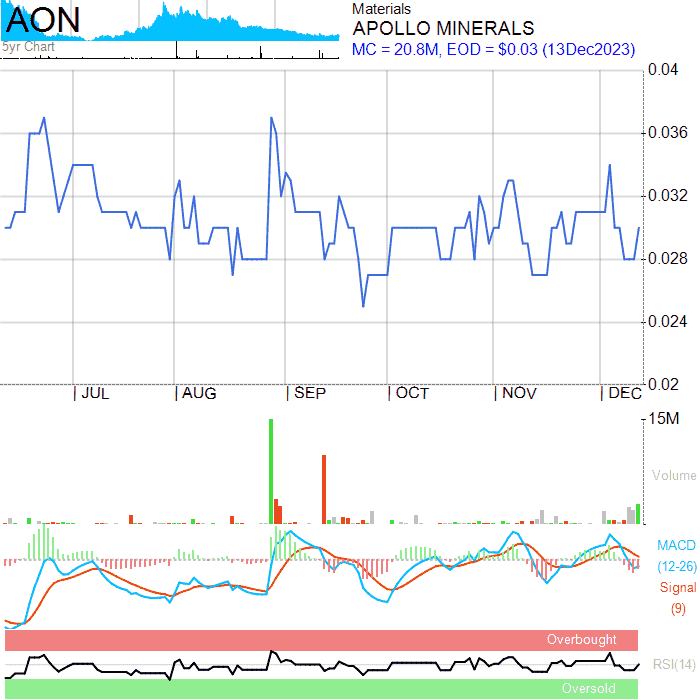 AON
5yr Chart
Materials
APOLLO MINERALS
MC = 20.8M, EOD = $0.03 (13Dec2023)
0.04
0.036
0.032
0.028
0.024
0.02
JUL AUG SEP OCT NOV DEC
15M
Volume
MACD
(12-26)
Signal
(9)
Overbought
RSI(14)
Oversold